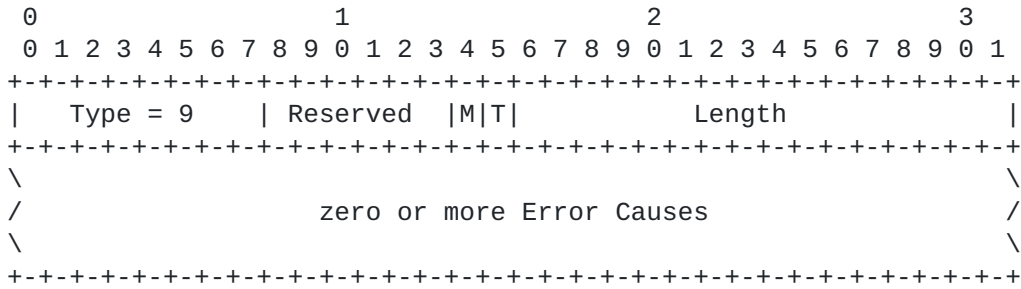 0                   1                   2                   3
 0 1 2 3 4 5 6 7 8 9 0 1 2 3 4 5 6 7 8 9 0 1 2 3 4 5 6 7 8 9 0 1
+-+-+-+-+-+-+-+-+-+-+-+-+-+-+-+-+-+-+-+-+-+-+-+-+-+-+-+-+-+-+-+-+
|   Type = 9    | Reserved  |M|T|           Length              |
+-+-+-+-+-+-+-+-+-+-+-+-+-+-+-+-+-+-+-+-+-+-+-+-+-+-+-+-+-+-+-+-+
\                                                               \
/                   zero or more Error Causes                   /
\                                                               \
+-+-+-+-+-+-+-+-+-+-+-+-+-+-+-+-+-+-+-+-+-+-+-+-+-+-+-+-+-+-+-+-+